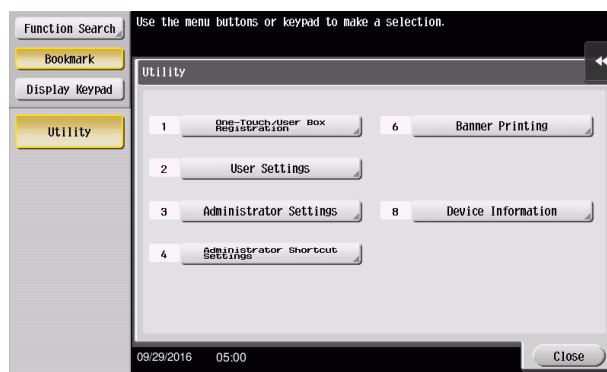 Use the menu buttons or keypad to make a selection.
Function Search
Bookmark
Display Keypad
Utility
Utility
1 One-Touch/User Box
Registration
6 Banner Printing
2 User Settings
3 Administrator Settings
8 Device Information
4 Administrator Shortcut
Settings
09/29/2016 05:00
Close